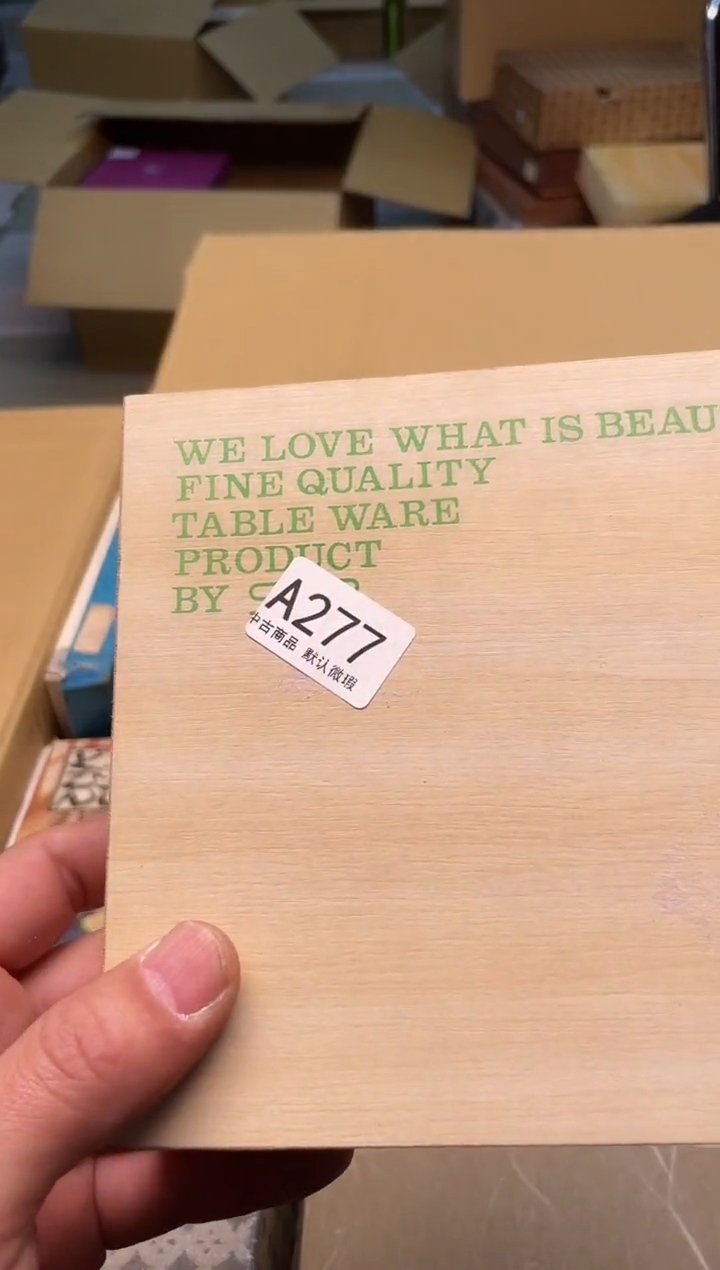 WE LOVE WHAT IS BEAU
FINE QUALITY
TABLE WARE
PRODUCT
BY
A277
中古商品 默认微瑕